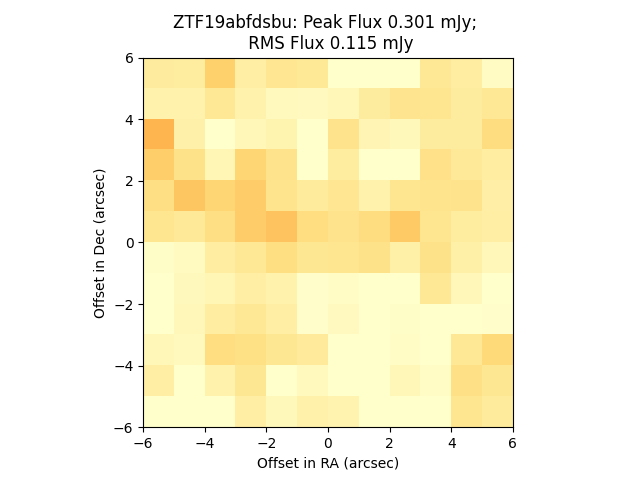 ZTF19abfdsbu: Peak Flux 0.301 mJy;
RMS Flux 0.115 mJy
6
4
2
0
−2
−4
−6
Offset in Dec (arcsec)
−6 −4 −2 0 2 4 6
Offset in RA (arcsec)